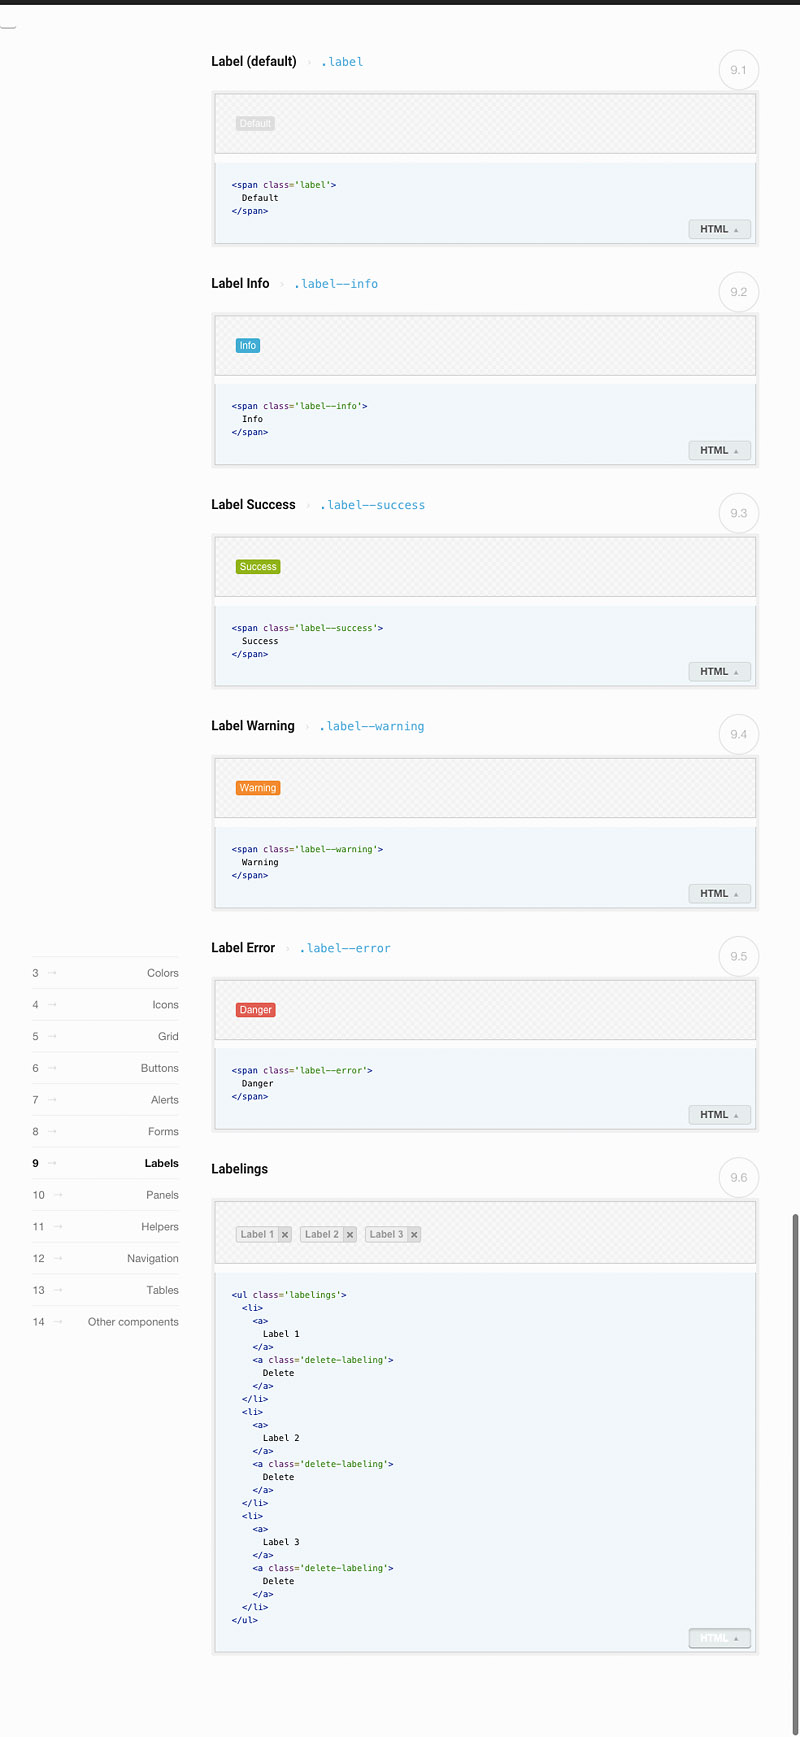 Label (default) › .label
9.1
Default
<span class='label'>
Default
</span>
HTML ▲
Label Info › .label--info
9.2
Info
<span class='label--info'>
Info
</span>
HTML ▲
Label Success › .label--success
9.3
Success
<span class='label--success'>
Success
</span>
HTML ▲
Label Warning › .label--warning
9.4
Warning
<span class='label--warning'>
Warning
</span>
HTML ▲
Label Error › .label--error
9.5
Danger
<span class='label--error'>
Danger
</span>
HTML ▲
3 → Colors
4 → Icons
5 → Grid
6 → Buttons
7 → Alerts
8 → Forms
9 → Labels
10 → Panels
11 → Helpers
12 → Navigation
13 → Tables
14 → Other components
Labelings
9.6
Label 1 × Label 2 × Label 3 ×
<ul class='labelings'>
<li>
<a>
Label 1
</a>
<a class='delete-labeling'>
Delete
</a>
</li>
<li>
<a>
Label 2
</a>
<a class='delete-labeling'>
Delete
</a>
</li>
<li>
<a>
Label 3
</a>
<a class='delete-labeling'>
Delete
</a>
</li>
</ul>
HTML ▲